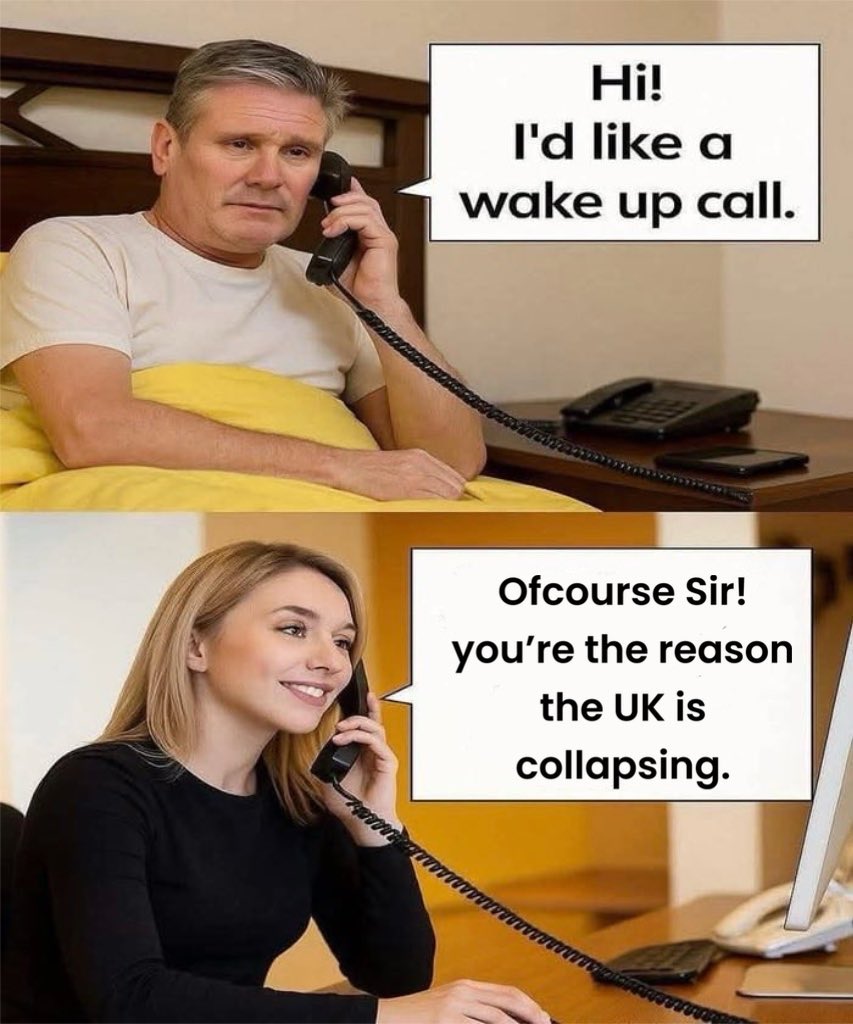 Hi!
I'd like a
wake up call.
Ofcourse Sir!
you're the reason
the UK is
collapsing.